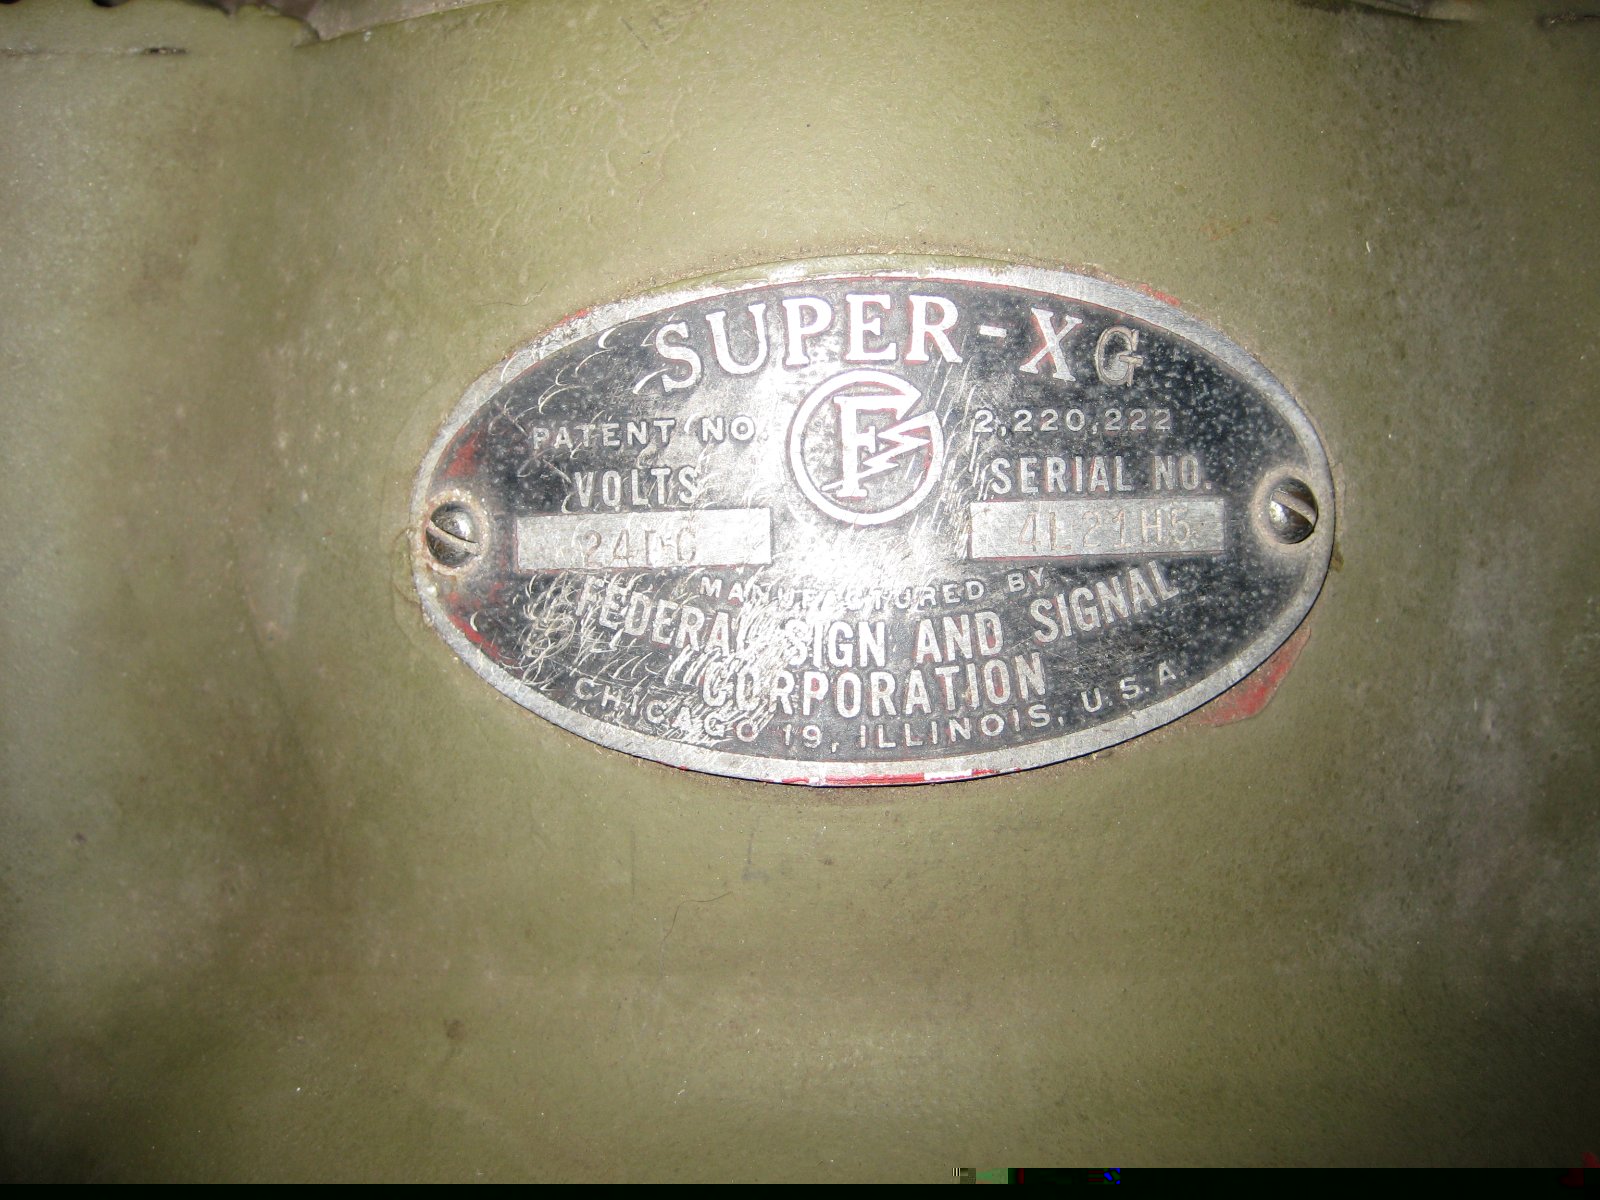 SUPER-XG
PATENT NO. 2,220,222
VOLTS SERIAL NO.
24DC 4L21H5
MANUFACTURED BY
FEDERAL SIGN AND SIGNAL
CORPORATION
CHICAGO 19, ILLINOIS, U.S.A.